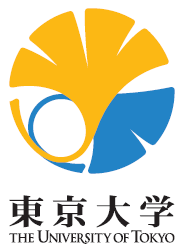 東京大学
THE UNIVERSITY OF TOKYO